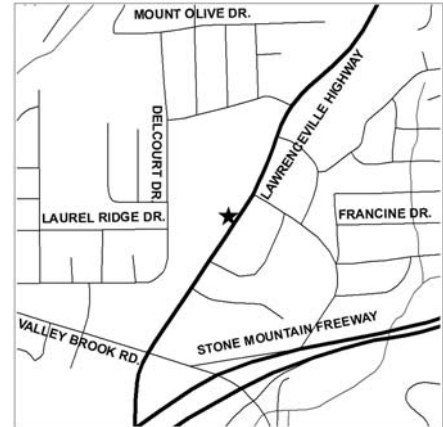 MOUNT OLIVE DR.
DELCOURT DR.
LAWRENCEVILLE HIGHWAY
LAUREL RIDGE DR.
FRANCINE DR.
VALLEY BROOK RD.
STONE MOUNTAIN FREEWAY